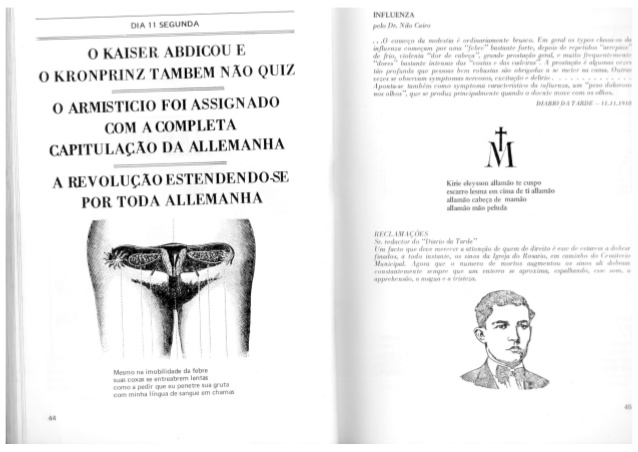 DIA 11 SEGUNDA
O KAISER ABDICOU E
O KRONPRINZ TAMBEM NÃO QUIZ
O ARMISTICIO FOI ASSIGNADO
COM A COMPLETA
CAPITULAÇÃO DA ALLEMANHA
A REVOLUÇÃO ESTENDENDO-SE
POR TODA ALLEMANHA
Mesmo na imobilidade da febre
suas coxas se entreabrem lentas
como a pedir que eu penetre sua gruta
com minha língua de sangue em chamas
44
INFLUENZA
pelo Dr. Nilo Cairo
. . .O começo da molestia é ordinariamente brusco. Em geral os typos classicos da
influenza começam por uma "febre" bastante forte, depois de repetidos "arrepios"
de frio, violenta "dor de cabeça", grande prostração geral, e muito frequentemente
"dores" bastante intensas das "costas e das cadeiras". A prostração é algumas vezes
tão profunda que pessoas bem robustas são obrigadas a se meter na cama. Outras
vezes se observam symptomas nervosos, excitação e delirio. . . . . . . . . . . .
Aponta-se tambem como symptoma caracteristico da influenza, um "peso doloroso
nos olhos", que se produz principalmente quando o doente move com os olhos.
DIARIO DA TARDE – 11.11.1918
M
Kirie eleysson allamão te cuspo
escarro lesma em cima de ti allamão
allamão cabeça de mamão
allamão mão peluda
RECLAMAÇÕES
Sr. redactor do "Diario da Tarde"
Um facto que deve merecer a attenção de quem de direito é esse de estarem a dobrar
finados, a todo instante, os sinos da Igreja do Rosario, em caminho do Cemiterio
Municipal. Agora que o numero de mortos augmentou os sinos ali dobram
constantemente sempre que um enterro se aproxima, espalhando, esse som, a
apprehensão, a magua e a tristeza.
45